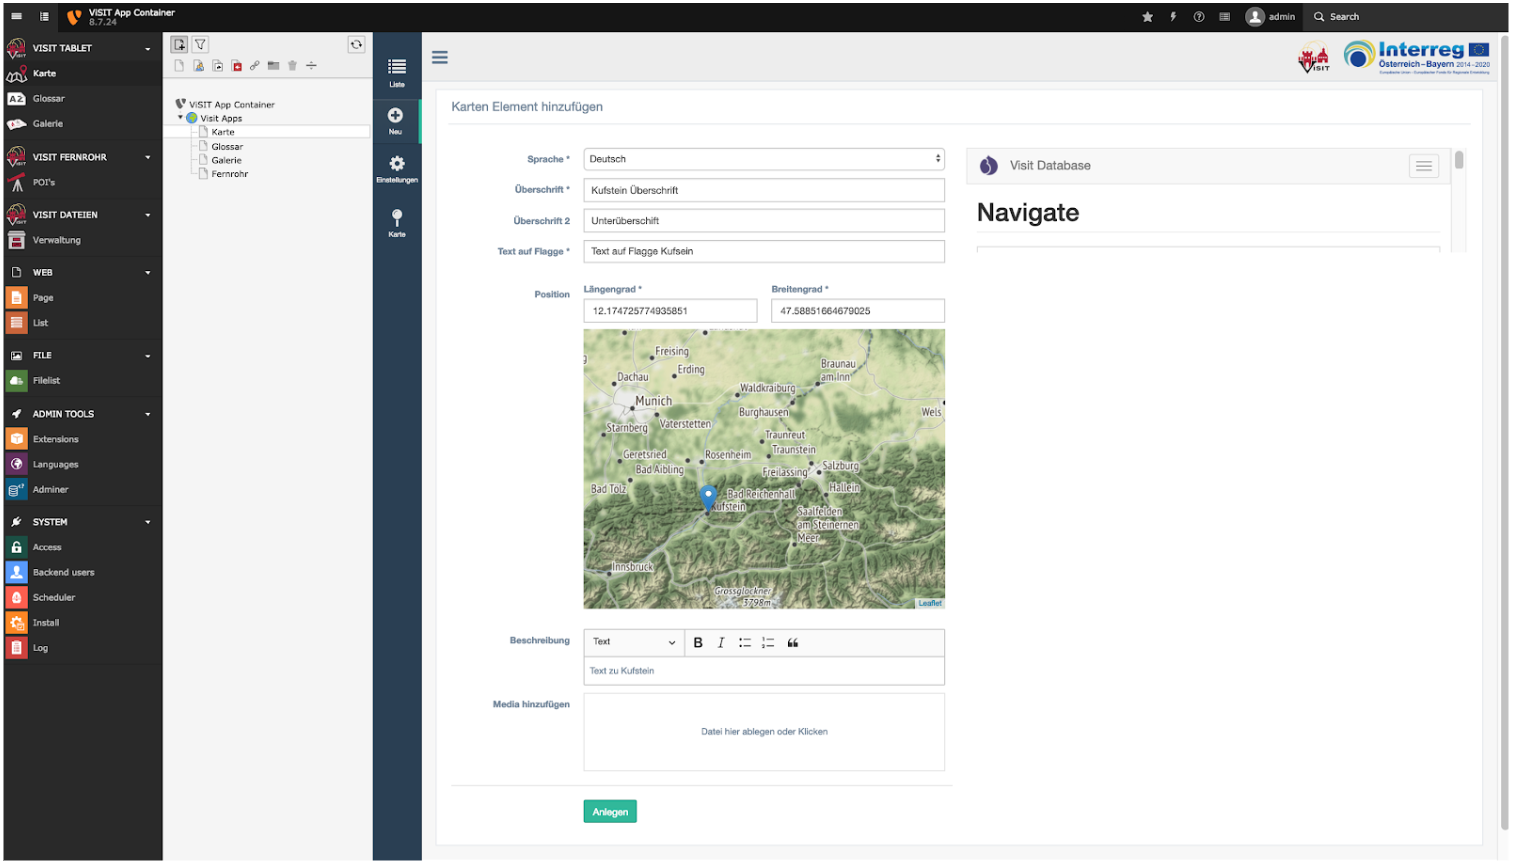 ViSIT App Container
8.7.24
admin
Search
VISIT TABLET
Karte
Glossar
Galerie
VISIT FERNROHR
POI's
VISIT DATEIEN
Verwaltung
WEB
Page
List
FILE
Filelist
ADMIN TOOLS
Extensions
Languages
Adminer
SYSTEM
Access
Backend users
Scheduler
Install
Log
ViSIT App Container
Visit Apps
Karte
Glossar
Galerie
Fernrohr
Liste
Neu
Einstellungen
Karte
ViSIT
Interreg
Österreich-Bayern 2014-2020
Karten Element hinzufügen
Sprache *
Deutsch
Überschrift *
Kufstein Überschrift
Überschrift 2
Unterüberschift
Text auf Flagge *
Text auf Flagge Kufsein
Position
Längengrad *
Breitengrad *
12.174725774935851
47.58851664679025
Freising
Erding
Dachau
Braunau
am Inn
Waldkraiburg
Munich
Burghausen
Wels
Starnberg
Vaterstetten
Traunreut
Geretsried
Rosenheim
Traunstein
Bad Aibling
Freilassing
Salzburg
Bad Tölz
Bad Reichenhall
Hallein
Kufstein
Saalfelden
am Steinernen
Meer
Innsbruck
Grossglockner
3798m
Leaflet
Beschreibung
Text
B I
Text zu Kufstein
Media hinzufügen
Datei hier ablegen oder Klicken
Anlegen
Visit Database
Navigate